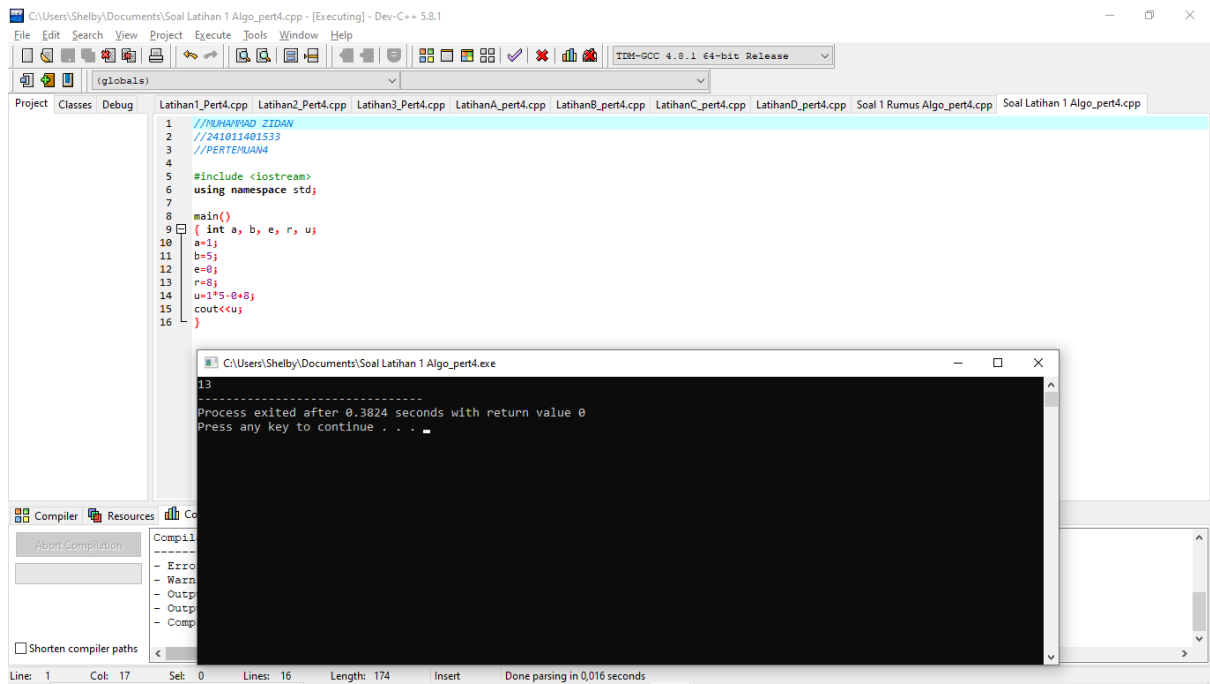 C:\Users\Shelby\Documents\Soal Latihan 1 Algo_pert4.cpp - [Executing] - Dev-C++ 5.8.1
File Edit Search View Project Execute Tools Window Help
TDM-GCC 4.8.1 64-bit Release
(globals)
Project Classes Debug
Latihan1_Pert4.cpp Latihan2_Pert4.cpp Latihan3_Pert4.cpp LatihanA_pert4.cpp LatihanB_pert4.cpp LatihanC_pert4.cpp LatihanD_pert4.cpp Soal 1 Rumus Algo_pert4.cpp Soal Latihan 1 Algo_pert4.cpp
1 //MUHAMMAD ZIDAN
2 //241011401533
3 //PERTEMUAN4
4
5 #include <iostream>
6 using namespace std;
7
8 main()
9 { int a, b, e, r, u;
10 a=1;
11 b=5;
12 e=0;
13 r=8;
14 u=1*5-0+8;
15 cout<<u;
16 }
C:\Users\Shelby\Documents\Soal Latihan 1 Algo_pert4.exe
13
--------------------------------
Process exited after 0.3824 seconds with return value 0
Press any key to continue . . .
Compiler Resources Co
Abort Compilation
Compil
------
- Erro
- Warn
- Outp
- Outp
- Comp
Shorten compiler paths
Line: 1 Col: 17 Sel: 0 Lines: 16 Length: 174 Insert Done parsing in 0,016 seconds